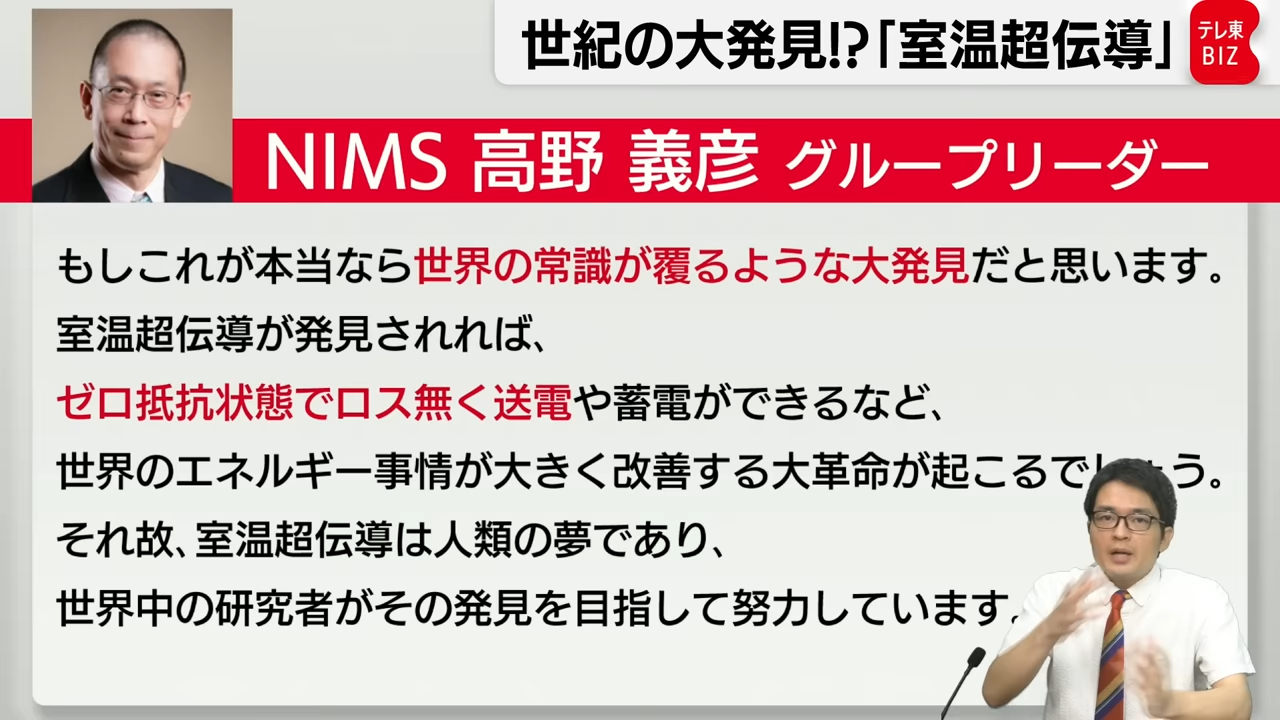 世紀の大発見!?「室温超伝導」
テレ東
BIZ
NIMS 高野 義彦 グループリーダー
もしこれが本当なら世界の常識が覆るような大発見だと思います。
室温超伝導が発見されれば、
ゼロ抵抗状態でロス無く送電や蓄電ができるなど、
世界のエネルギー事情が大きく改善する大革命が起こるでしょう。
それ故、室温超伝導は人類の夢であり、
世界中の研究者がその発見を目指して努力しています。